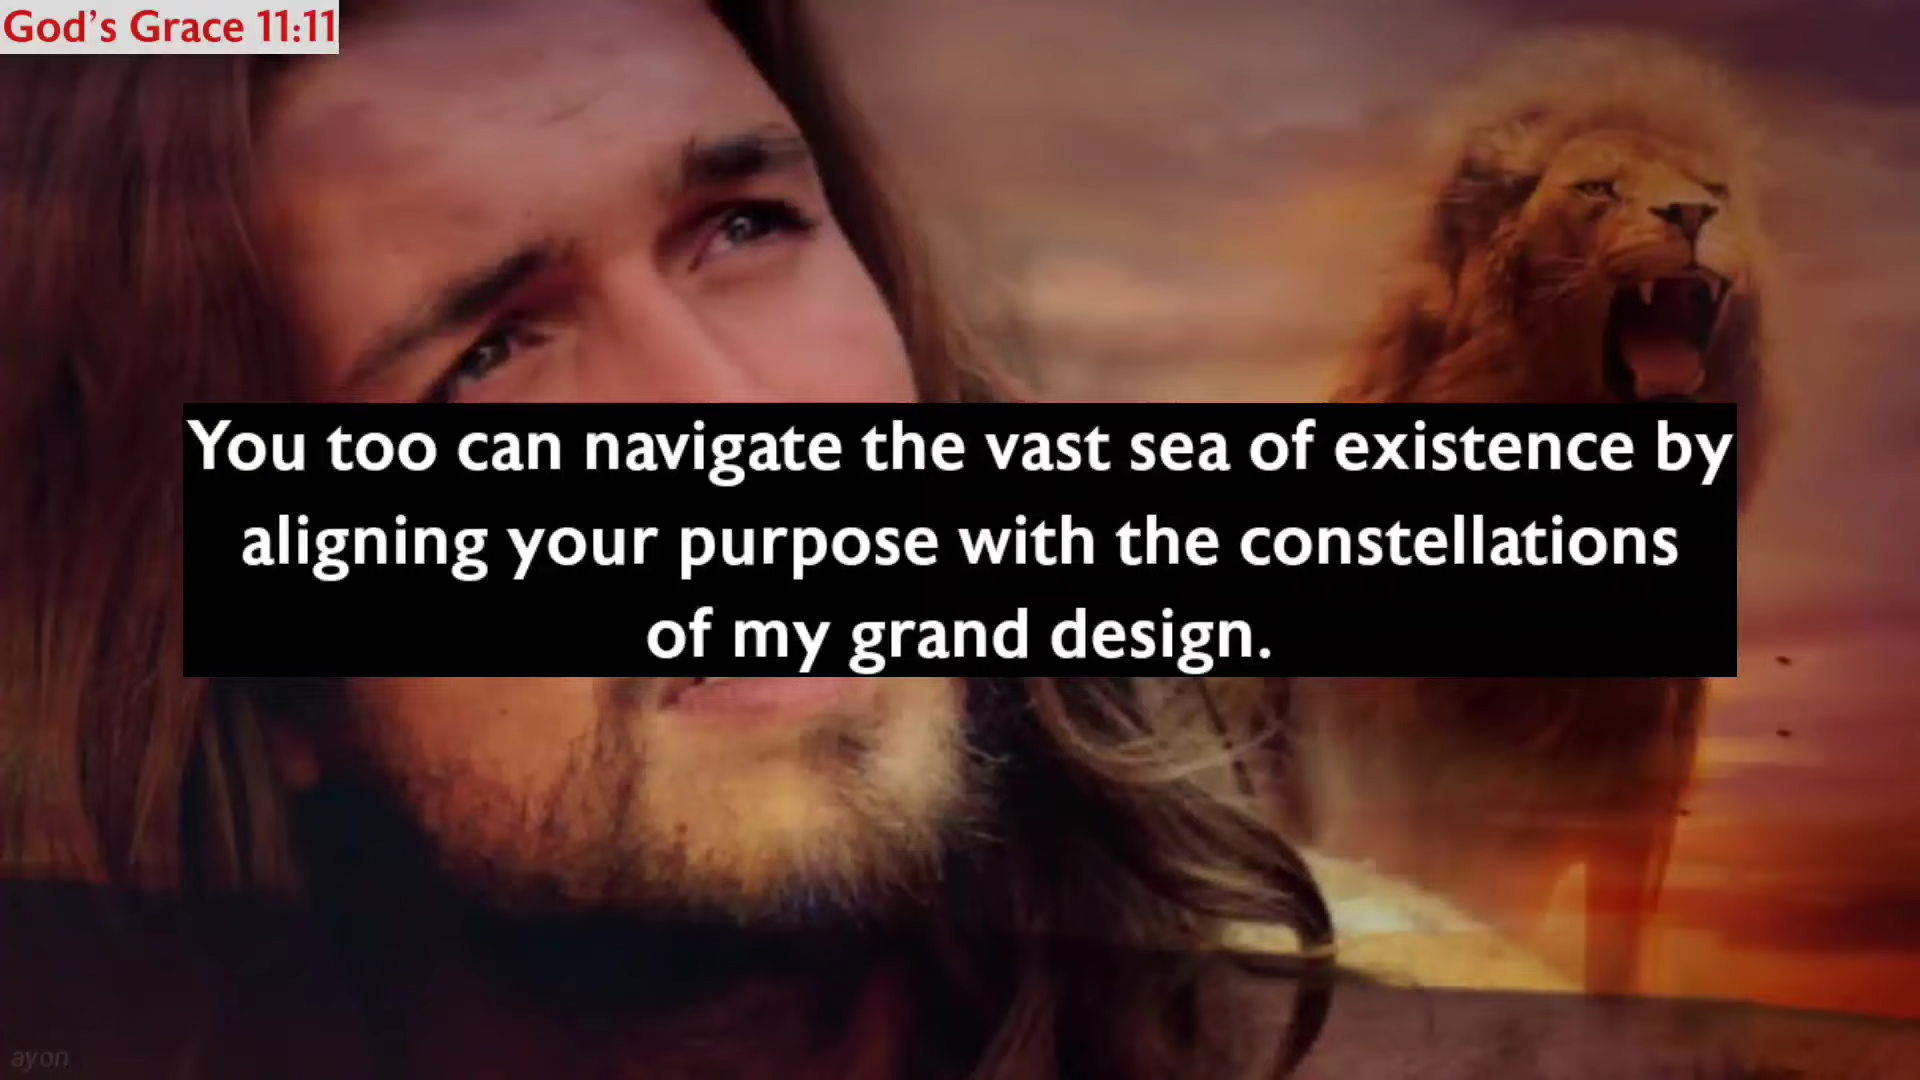 God's Grace 11:11
You too can navigate the vast sea of existence by
aligning your purpose with the constellations
of my grand design.
ayon